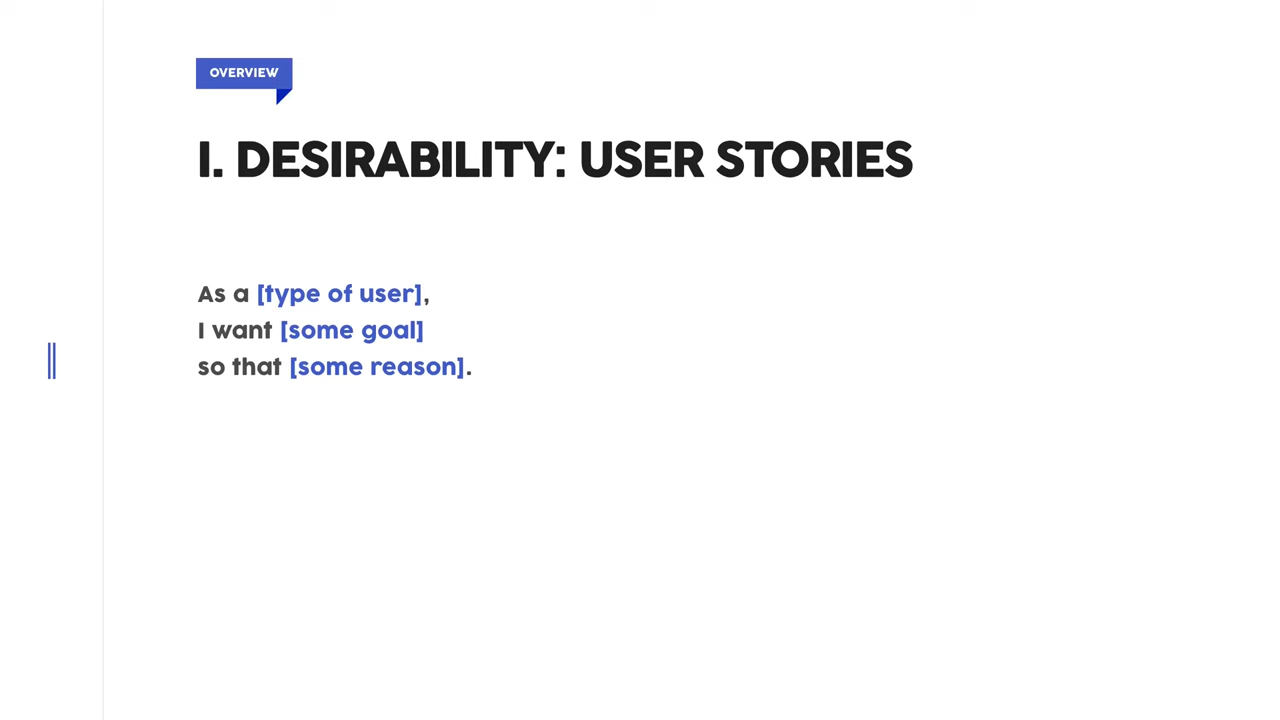 OVERVIEW
I. DESIRABILITY: USER STORIES
As a [type of user],
I want [some goal]
so that [some reason].